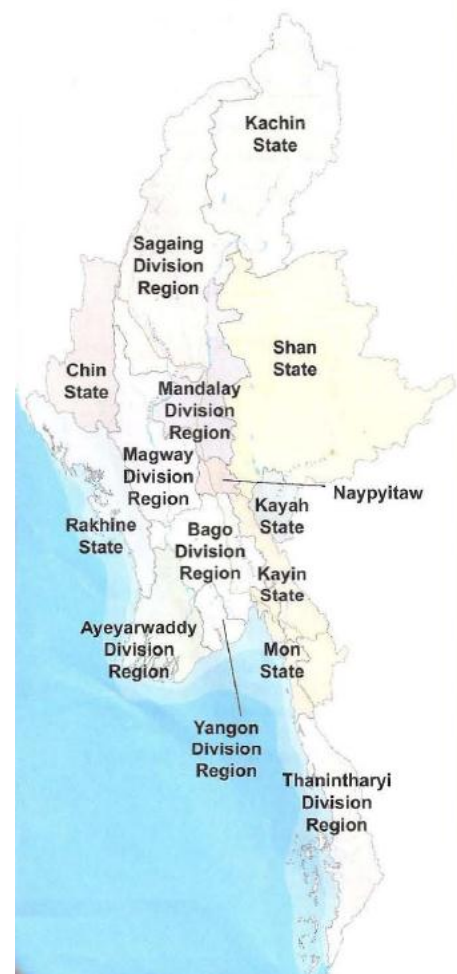 Kachin
State
Sagaing
Division
Region
Shan
State
Chin
State
Mandalay
Division
Region
Magway
Division
Region
Naypyitaw
Kayah
State
Rakhine
State
Bago
Division
Region
Kayin
State
Ayeyarwaddy
Division
Region
Mon
State
Yangon
Division
Region
Thanintharyi
Division
Region